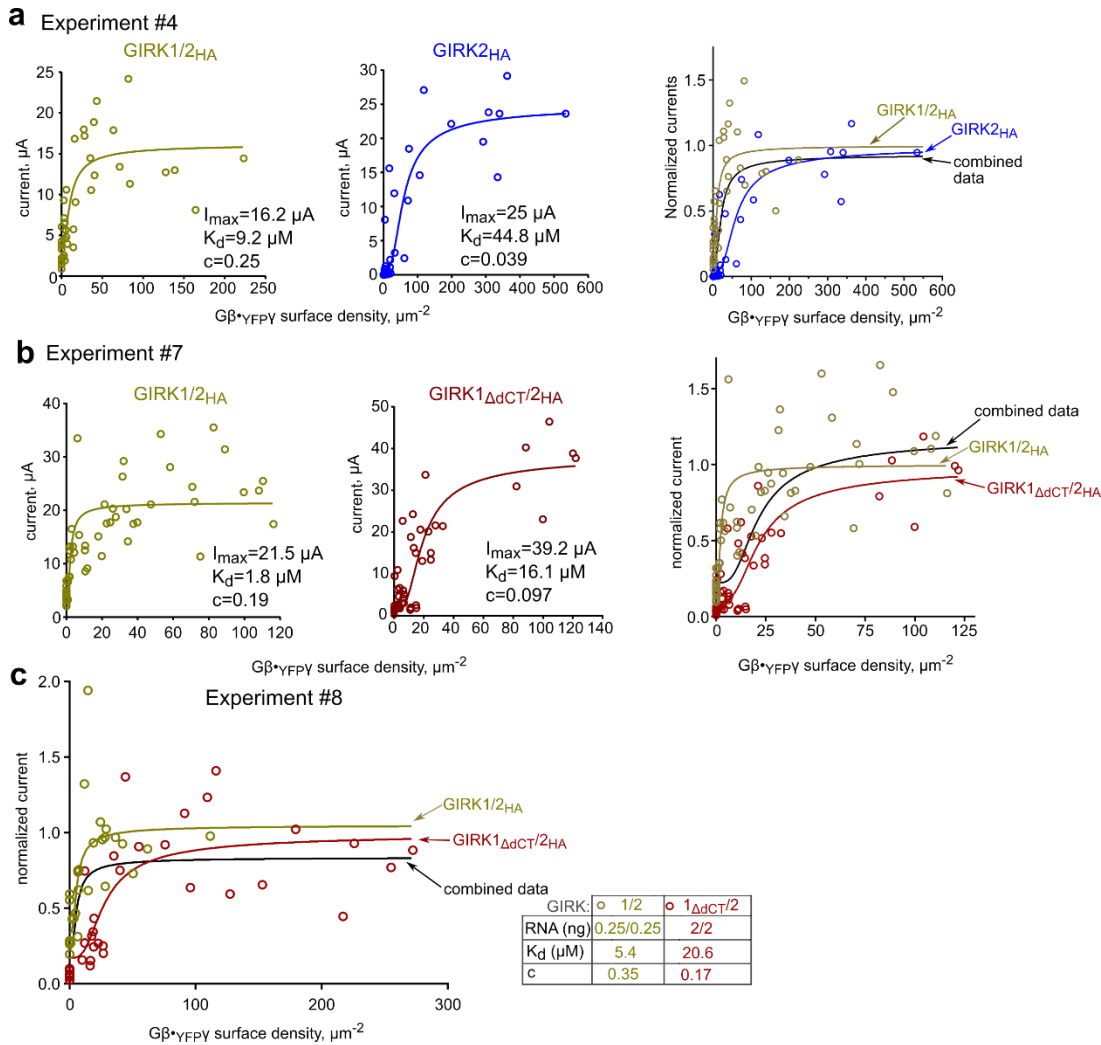 a Experiment #4
GIRK1/2HA
current, µA
25
20
15
10
5
0
0 50 100 150 200 250
Imax=16.2 µA
Kd=9.2 µM
c=0.25
GIRK2HA
current, µA
30
25
20
15
10
5
0
0 100 200 300 400 500 600
Imax=25 µA
Kd=44.8 µM
c=0.039
Gβ•YFPγ surface density, µm-2
Normalized currents
1.5
1.0
0.5
0.0
0 100 200 300 400 500 600
GIRK1/2HA
GIRK2HA
combined
data
Gβ•YFPγ surface density, µm-2
b Experiment #7
GIRK1/2HA
current, µA
40
30
20
10
0
0 20 40 60 80 100 120
Imax=21.5 µA
Kd=1.8 µM
c=0.19
GIRK1ΔdCT/2HA
current, µA
50
40
30
20
10
0
0 20 40 60 80 100 120 140
Imax=39.2 µA
Kd=16.1 µM
c=0.097
Gβ•YFPγ surface density, µm-2
normalized current
1.5
1.0
0.5
0.0
0 25 50 75 100 125
combined data
GIRK1/2HA
GIRK1ΔdCT/2HA
Gβ•YFPγ surface density, µm-2
c Experiment #8
normalized current
2.0
1.5
1.0
0.5
0.0
0 100 200 300
GIRK1/2HA
GIRK1ΔdCT/2HA
combined data
Gβ•YFPγ surface density, µm-2
GIRK: 1/2 1ΔdCT/2
RNA (ng) 0.25/0.25 2/2
Kd (µM) 5.4 20.6
c 0.35 0.17